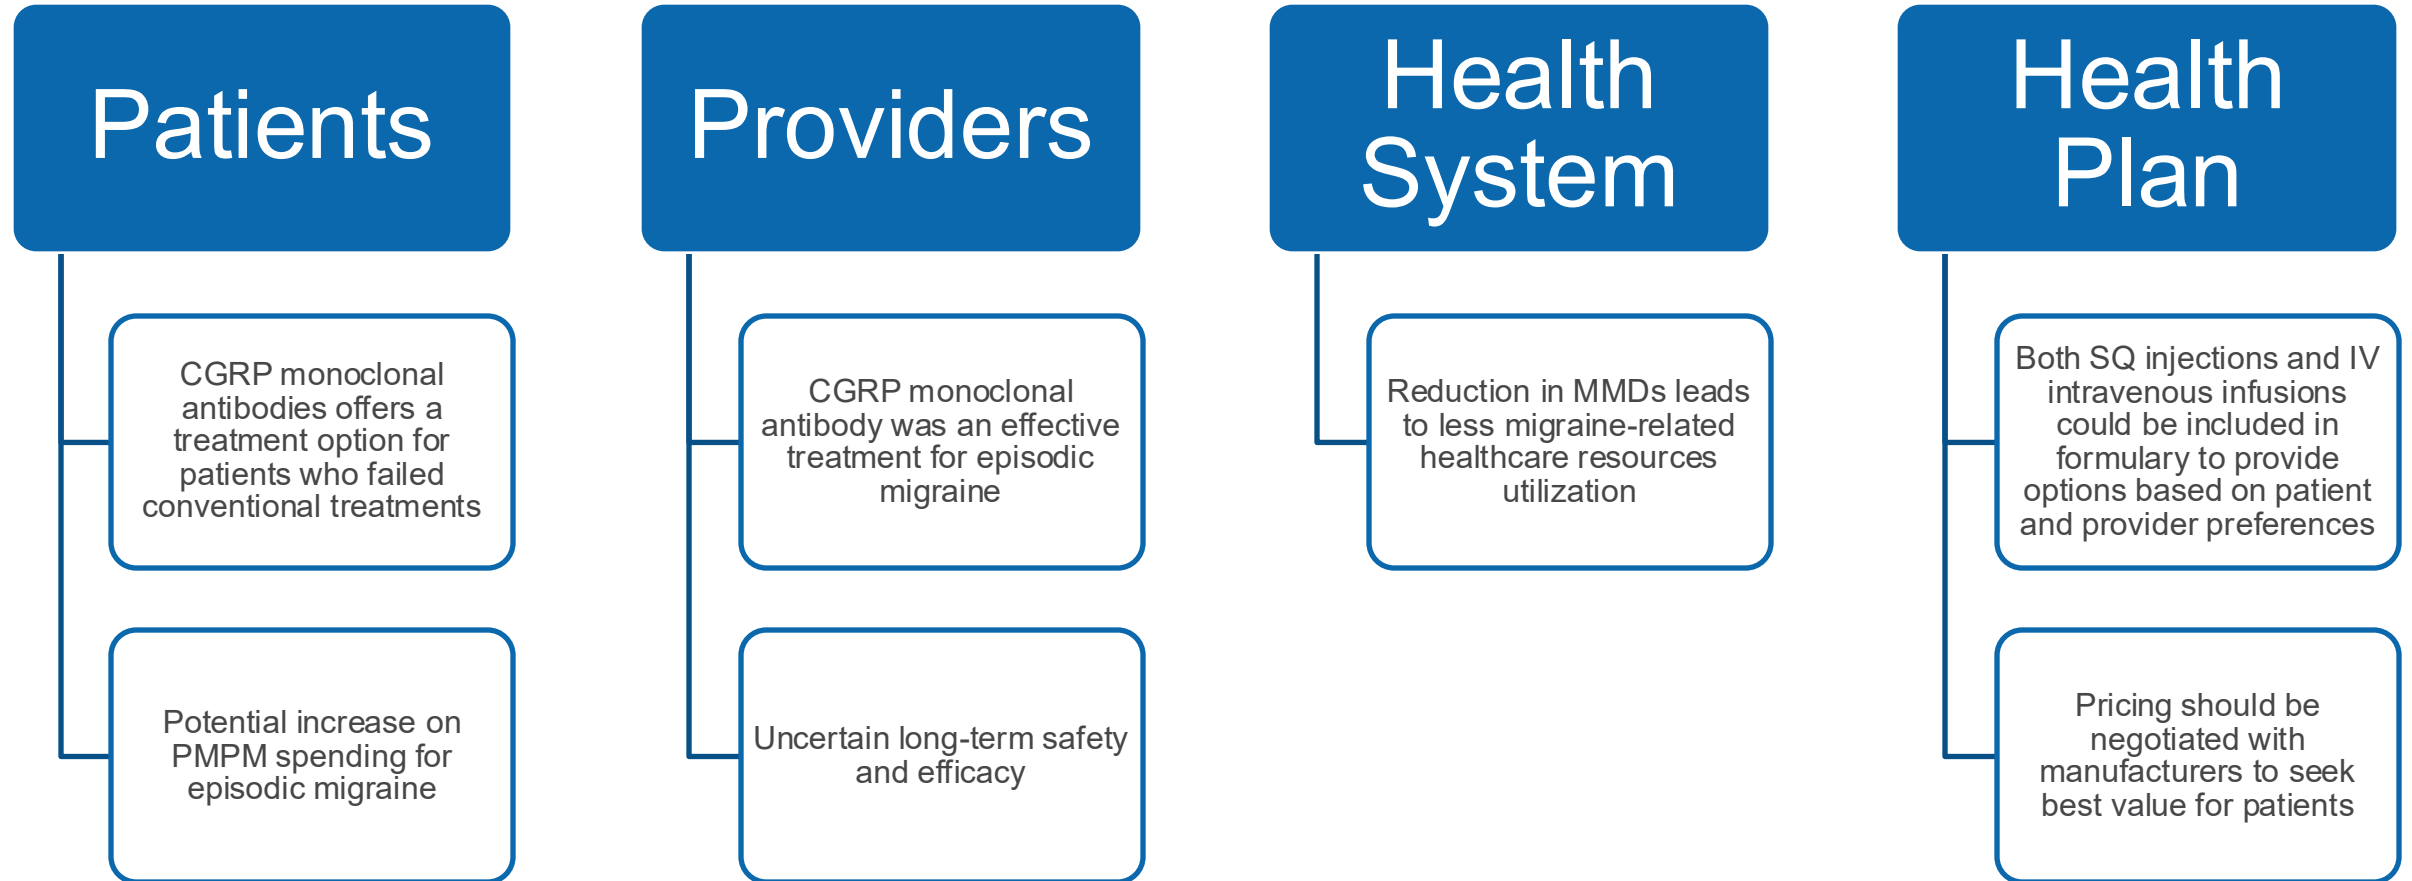 Patients
CGRP monoclonal
antibodies offers a
treatment option for
patients who failed
conventional treatments
Potential increase on
PMPM spending for
episodic migraine
Providers
CGRP monoclonal
antibody was an effective
treatment for episodic
migraine
Uncertain long-term safety
and efficacy
Health
System
Reduction in MMDs leads
to less migraine-related
healthcare resources
utilization
Health
Plan
Both SQ injections and IV
intravenous infusions
could be included in
formulary to provide
options based on patient
and provider preferences
Pricing should be
negotiated with
manufacturers to seek
best value for patients